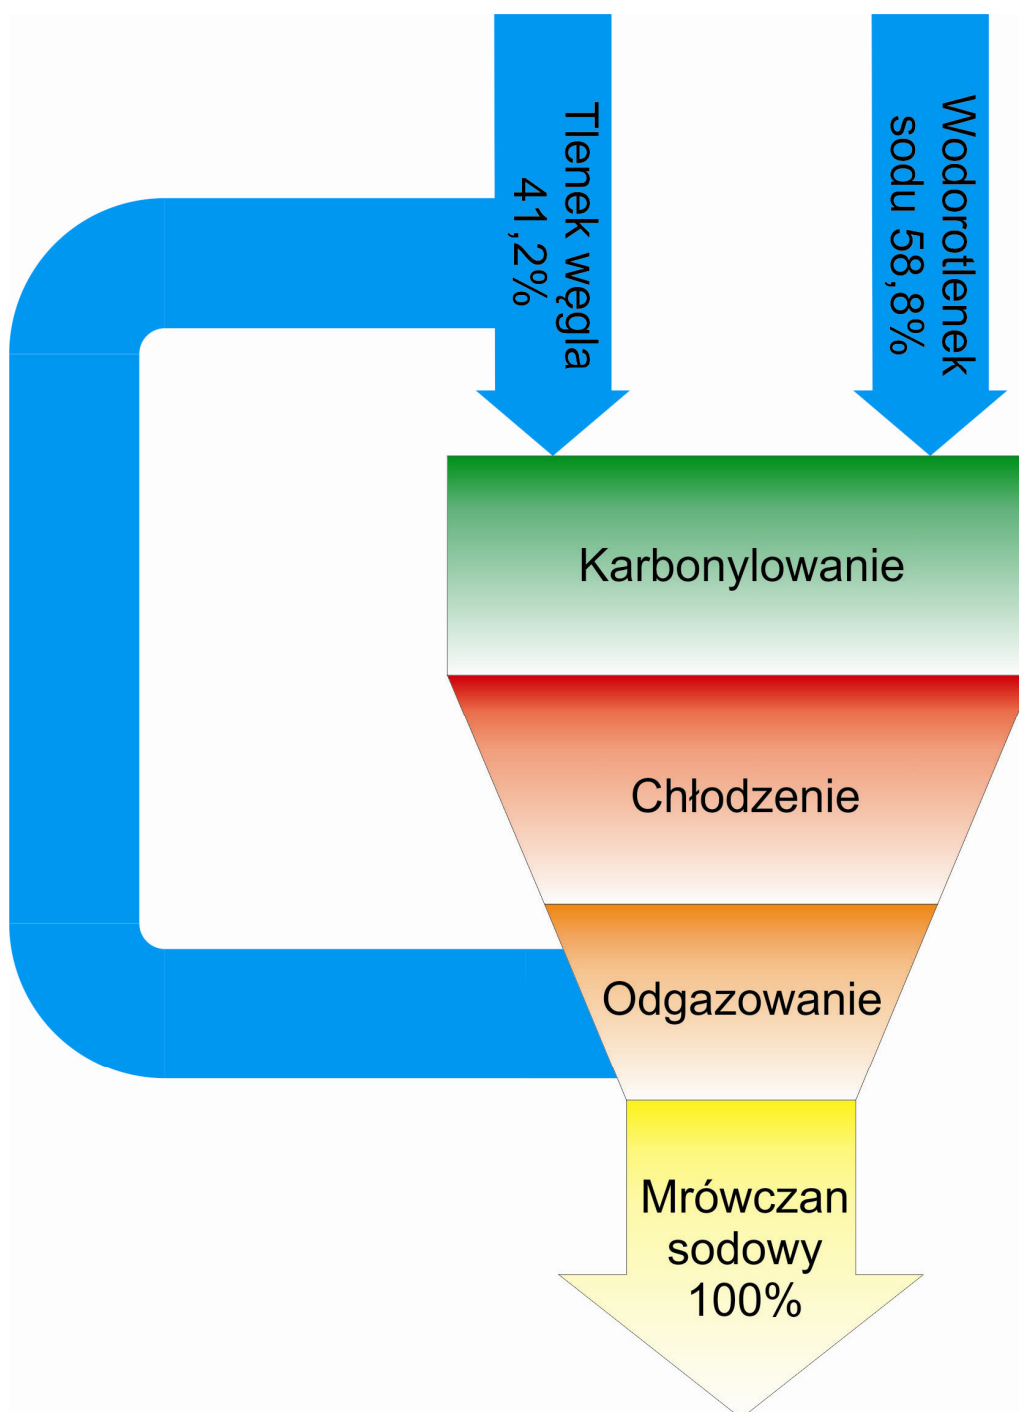 Tlenek węgla
41,2%
Wodorotlenek
sodu 58,8%
Karbonylowanie
Chłodzenie
Odgazowanie
Mrówczan
sodowy
100%